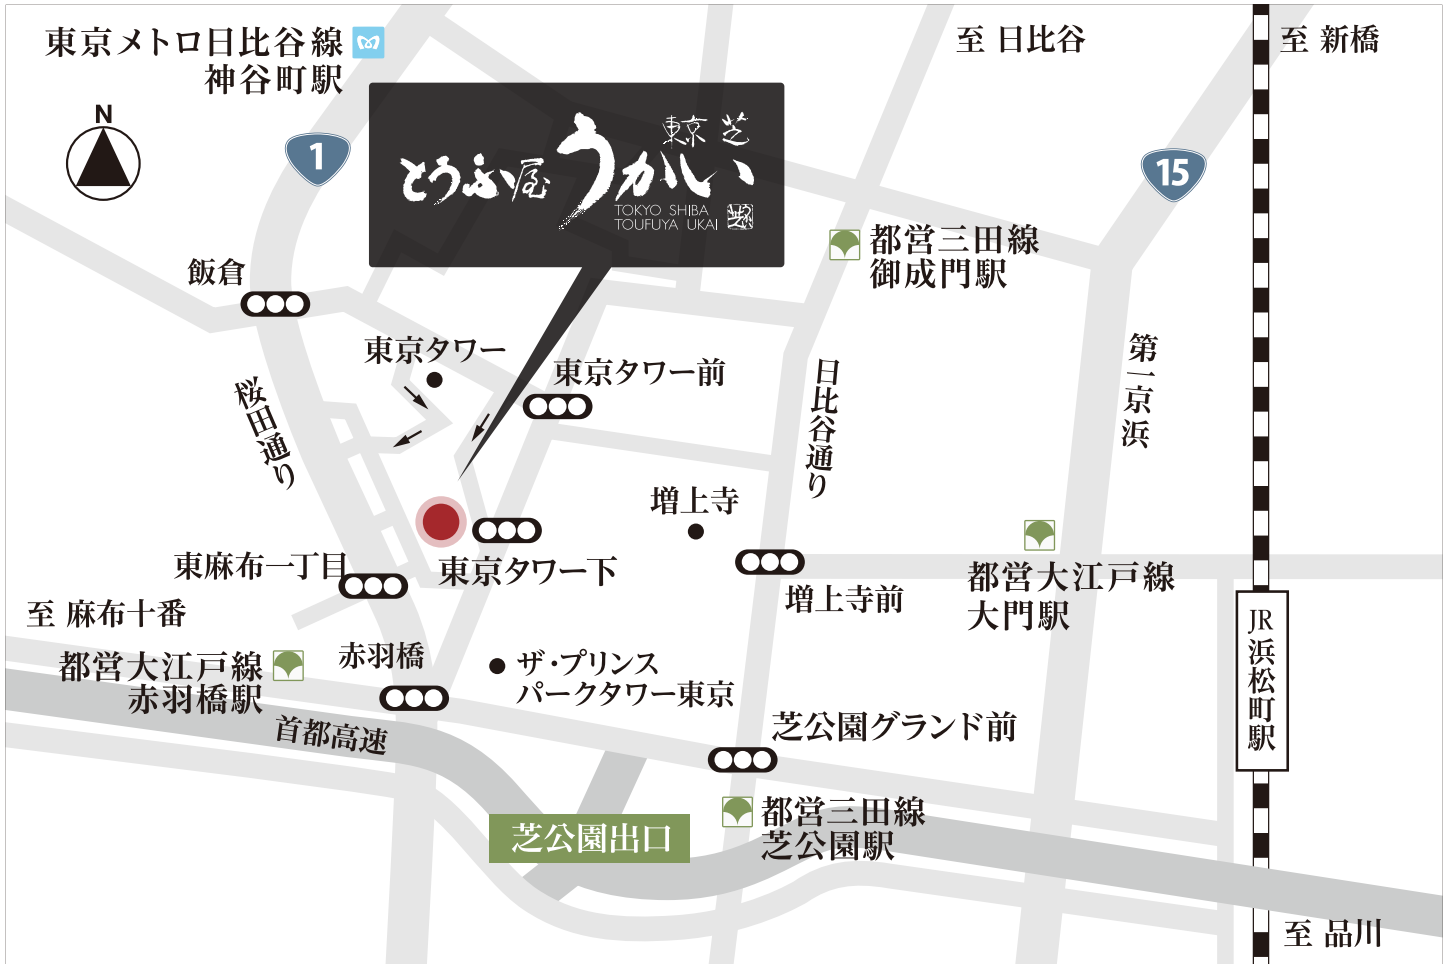 東京メトロ日比谷線
神谷町駅
至 日比谷
至 新橋
N
1
15
東京 芝
とうふ屋うかい
TOKYO SHIBA
TOUFUYA UKAI
都営三田線
御成門駅
飯倉
東京タワー
東京タワー前
桜田通り
日比谷通り
第一京浜
増上寺
東京タワー下
東麻布一丁目
増上寺前
都営大江戸線
大門駅
至 麻布十番
都営大江戸線
赤羽橋駅
赤羽橋
ザ・プリンス
パークタワー東京
JR浜松町駅
首都高速
芝公園グランド前
芝公園出口
都営三田線
芝公園駅
至 品川